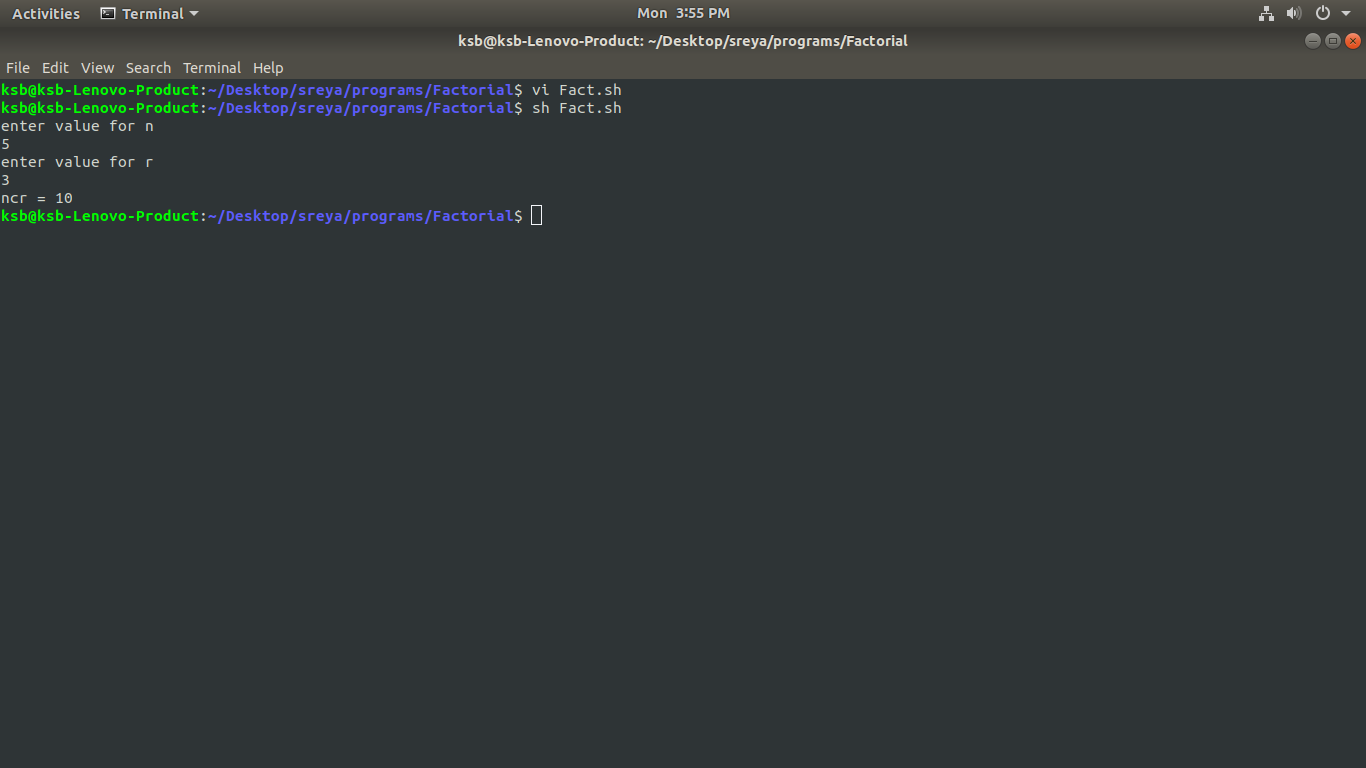 Activities Terminal Mon 3:55 PM
ksb@ksb-Lenovo-Product: ~/Desktop/sreya/programs/Factorial
File Edit View Search Terminal Help
ksb@ksb-Lenovo-Product:~/Desktop/sreya/programs/Factorial$ vi Fact.sh
ksb@ksb-Lenovo-Product:~/Desktop/sreya/programs/Factorial$ sh Fact.sh
enter value for n
5
enter value for r
3
ncr = 10
ksb@ksb-Lenovo-Product:~/Desktop/sreya/programs/Factorial$